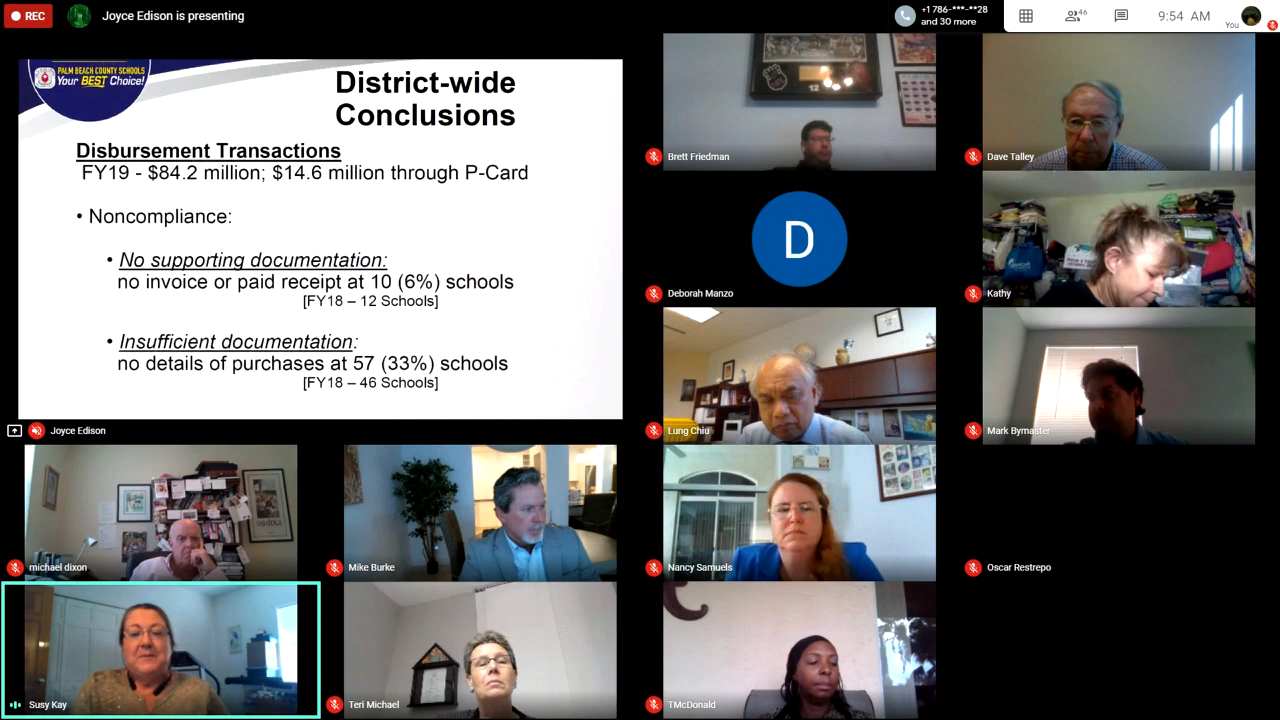 REC
Joyce Edison is presenting
+1 786-***-**28
and 30 more
46
9:54 AM
You
PALM BEACH COUNTY SCHOOLS
Your BEST Choice!
District-wide
Conclusions
Disbursement Transactions
FY19 - $84.2 million; $14.6 million through P-Card
• Noncompliance:
• No supporting documentation:
no invoice or paid receipt at 10 (6%) schools
[FY18 – 12 Schools]
• Insufficient documentation:
no details of purchases at 57 (33%) schools
[FY18 – 46 Schools]
Joyce Edison
12
Brett Friedman
Dave Talley
D
Deborah Manzo
Kathy
Lung Chiu
Mark Bymaster
michael dixon
Mike Burke
Nancy Samuels
Oscar Restrepo
SARATOGA
Susy Kay
Teri Michael
TMcDonald